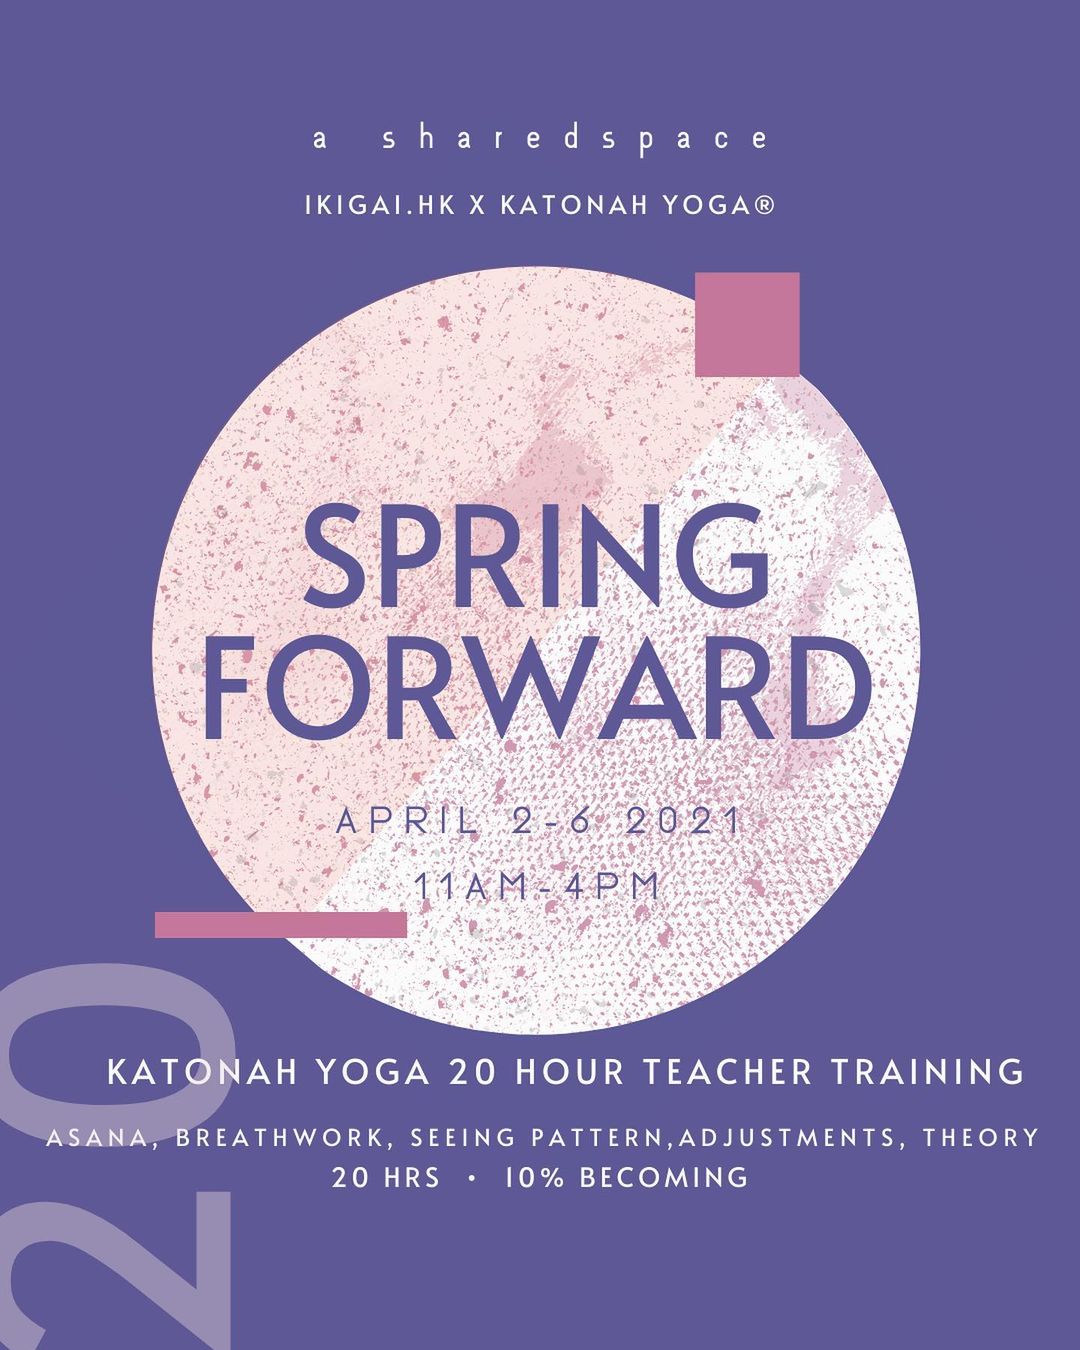 a sharedspace
IKIGAI.HK X KATONAH YOGA®
SPRING
FORWARD
APRIL 2-6 2021
11AM-4PM
KATONAH YOGA 20 HOUR TEACHER TRAINING
ASANA, BREATHWORK, SEEING PATTERN,ADJUSTMENTS, THEORY
20 HRS • 10% BECOMING
20